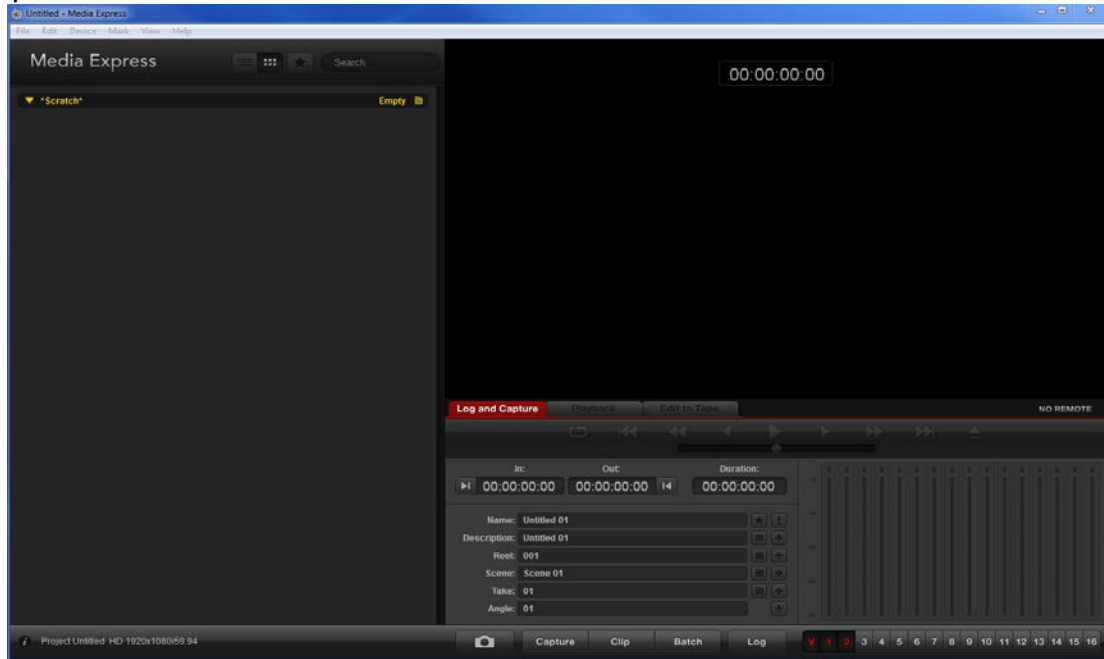 Untitled - Media Express
File Edit Device Mark View Help
Media Express
Search
00:00:00:00
*Scratch* Empty
Log and Capture Playback Edit to Tape NO REMOTE
In: Out: Duration:
00:00:00:00 00:00:00:00 00:00:00:00
Name: Untitled 01
Description: Untitled 01
Reel: 001
Scene: Scene 01
Take: 01
Angle: 01
Project Untitled HD 1920x1080i59.94
Capture Clip Batch Log V 1 2 3 4 5 6 7 8 9 10 11 12 13 14 15 16